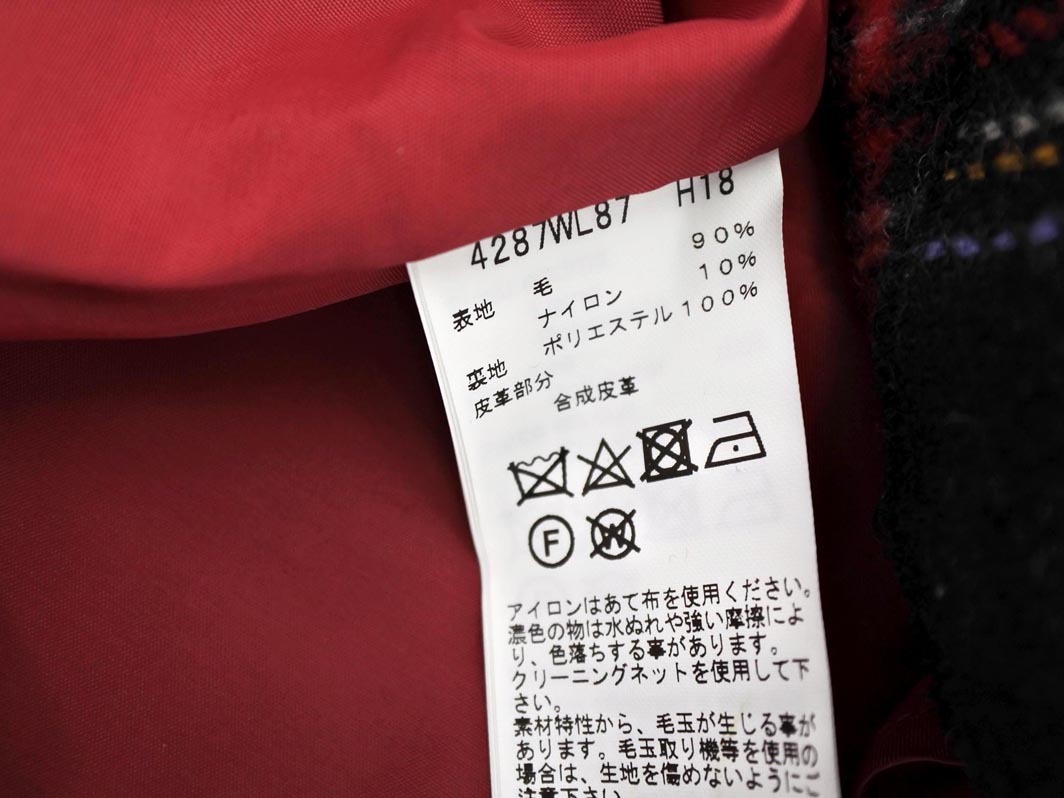 4287WL87 H18
表地 毛 90%
ナイロン 10%
裏地 ポリエステル 100%
皮革部分 合成皮革
F W
アイロンはあて布を使用ください。
濃色の物は水ぬれや強い摩擦によ
り、色落ちする事があります。
クリーニングネットを使用して下
さい。
素材特性から、毛玉が生じる事が
あります。毛玉取り機等を使用の
場合は、生地を傷めないようにご
注意下さい。